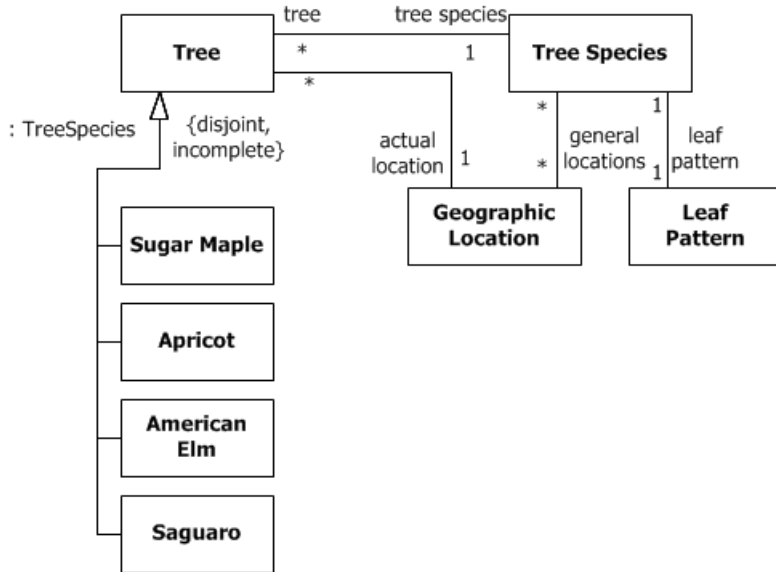 tree
tree species
Tree
*
1
Tree Species
*
: TreeSpecies
{disjoint,
incomplete}
*
1
actual
location
1
general
locations
leaf
pattern
*
1
Geographic
Location
Leaf
Pattern
Sugar Maple
Apricot
American
Elm
Saguaro